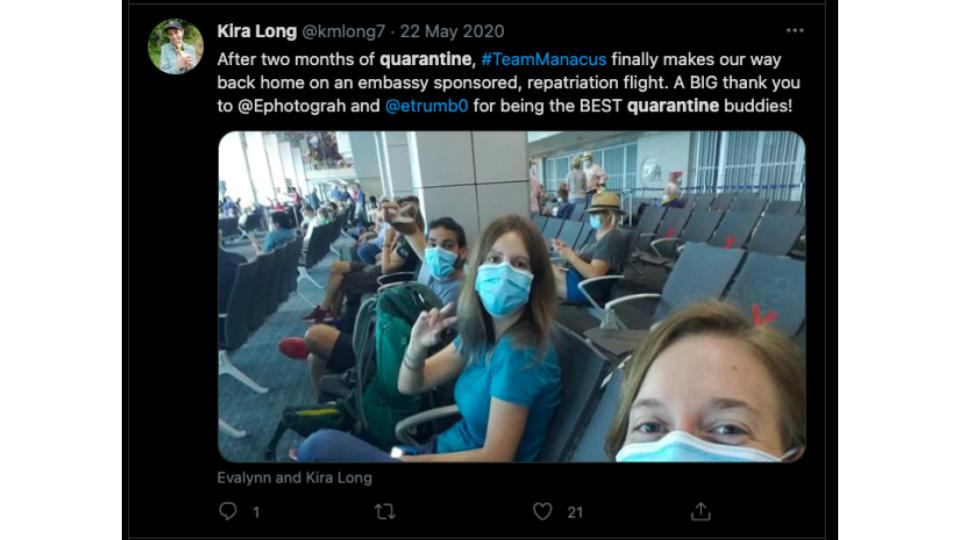 Kira Long @kmlong7 · 22 May 2020
After two months of quarantine, #TeamManacus finally makes our way
back home on an embassy sponsored, repatriation flight. A BIG thank you
to @Ephotograh and @etrumb0 for being the BEST quarantine buddies!
Evalynn and Kira Long
1
21